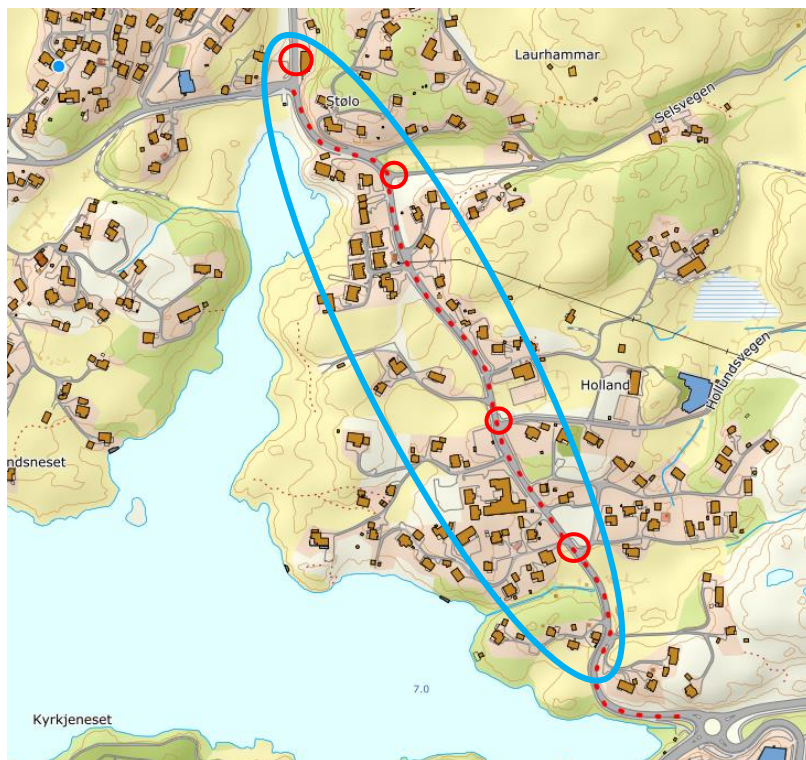 Laurhammar
Stølo
Selsvegen
Holland
Hollundsvegen
ndsneset
7.0
Kyrkjeneset